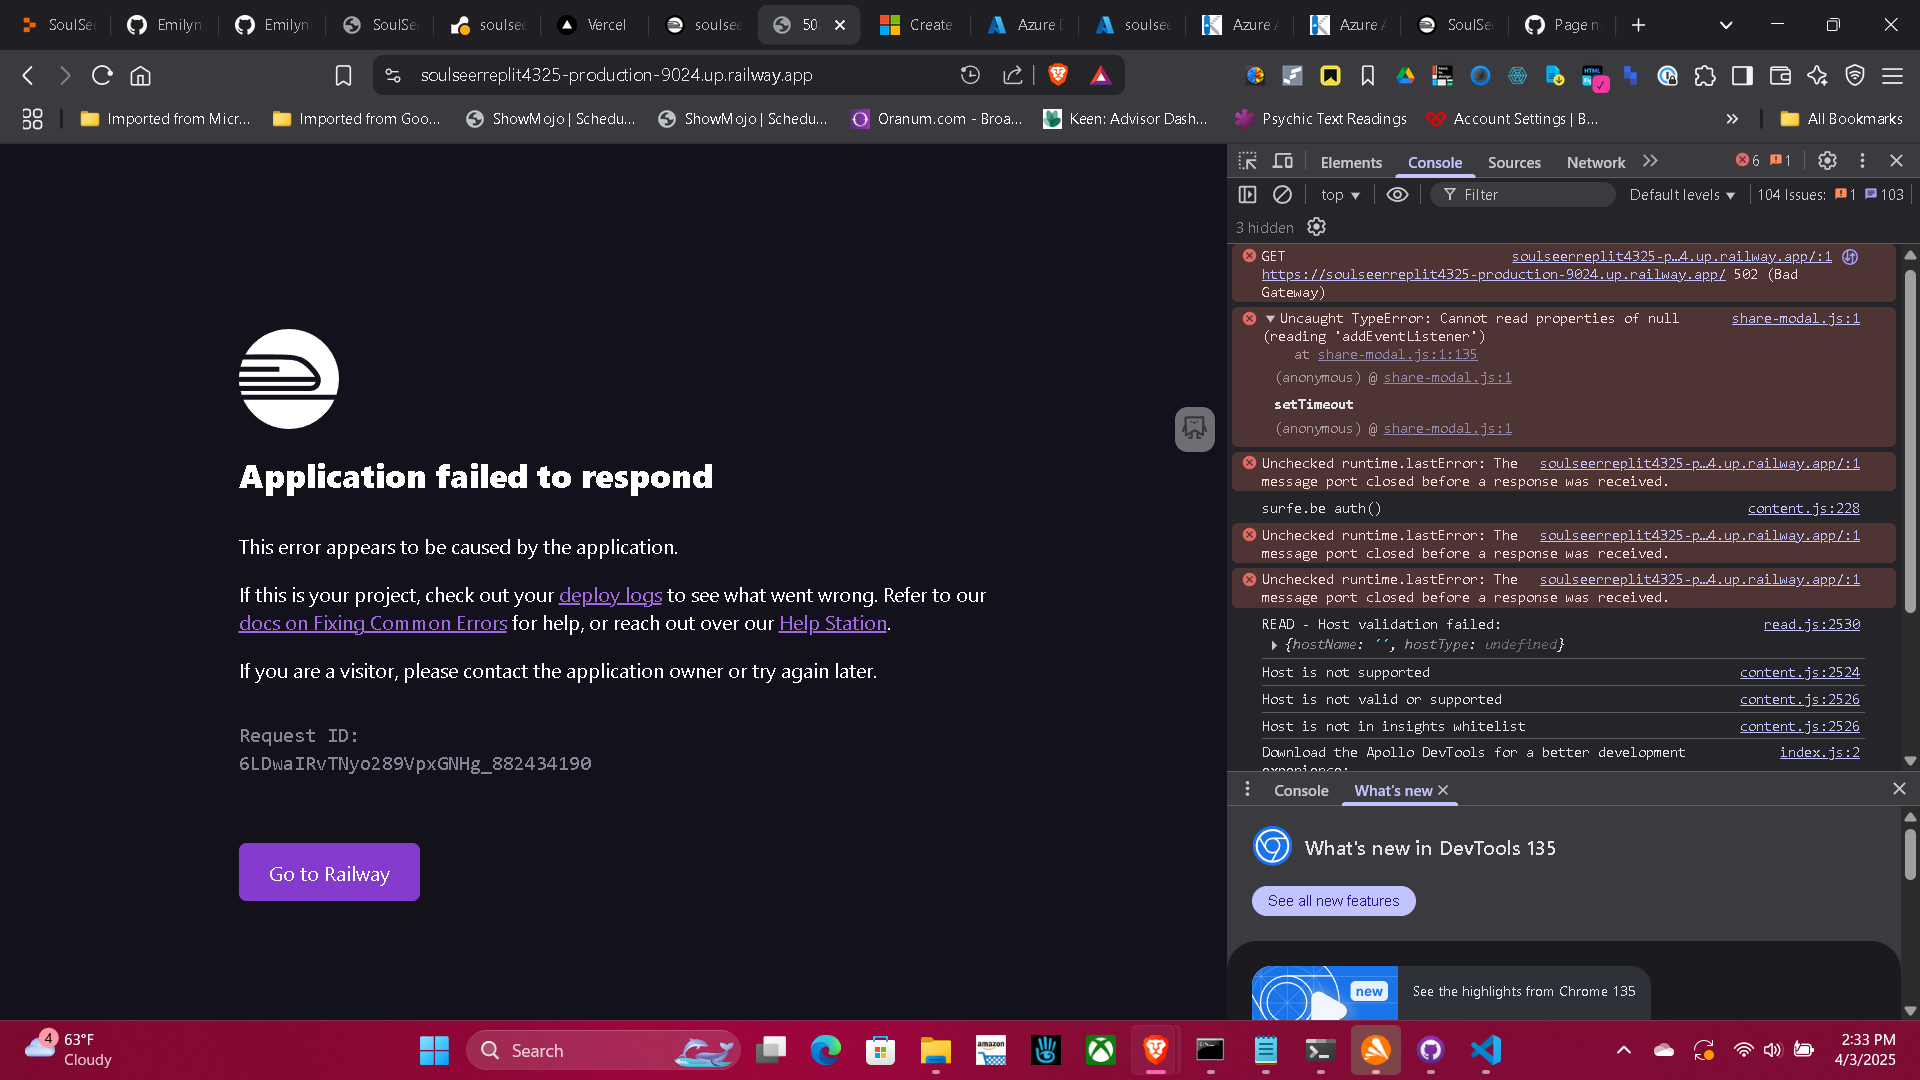 SoulSe
Emilyn
Emilyn
SoulSe
soulsee
Vercel
soulsee
50
Create
Azure D
soulsee
Azure A
Azure A
SoulSe
Page n
soulseerreplit4325-production-9024.up.railway.app
Imported from Micr...
Imported from Goo...
ShowMojo | Schedu...
ShowMojo | Schedu...
Oranum.com - Broa...
Keen: Advisor Dash...
Psychic Text Readings
Account Settings | B...
»
All Bookmarks
Application failed to respond
This error appears to be caused by the application.
If this is your project, check out your deploy logs to see what went wrong. Refer to our
docs on Fixing Common Errors for help, or reach out over our Help Station.
If you are a visitor, please contact the application owner or try again later.
Request ID:
6LDwaIRvTNyo289VpxGNHg_882434190
Go to Railway
Elements
Console
Sources
Network
6
1
top
Filter
Default levels
104 Issues:
1
103
3 hidden
GET soulseerreplit4325-p…4.up.railway.app/:1
https://soulseerreplit4325-production-9024.up.railway.app/ 502 (Bad
Gateway)
Uncaught TypeError: Cannot read properties of null share-modal.js:1
(reading 'addEventListener')
at share-modal.js:1:135
(anonymous) @ share-modal.js:1
setTimeout
(anonymous) @ share-modal.js:1
Unchecked runtime.lastError: The soulseerreplit4325-p…4.up.railway.app/:1
message port closed before a response was received.
surfe.be auth() content.js:228
Unchecked runtime.lastError: The soulseerreplit4325-p…4.up.railway.app/:1
message port closed before a response was received.
Unchecked runtime.lastError: The soulseerreplit4325-p…4.up.railway.app/:1
message port closed before a response was received.
READ - Host validation failed: read.js:2530
{hostName: '', hostType: undefined}
Host is not supported content.js:2524
Host is not valid or supported content.js:2526
Host is not in insights whitelist content.js:2526
Download the Apollo DevTools for a better development index.js:2
experience:
Console
What's new
What's new in DevTools 135
See all new features
new
See the highlights from Chrome 135
4
63°F
Cloudy
Search
amazon
2:33 PM
4/3/2025